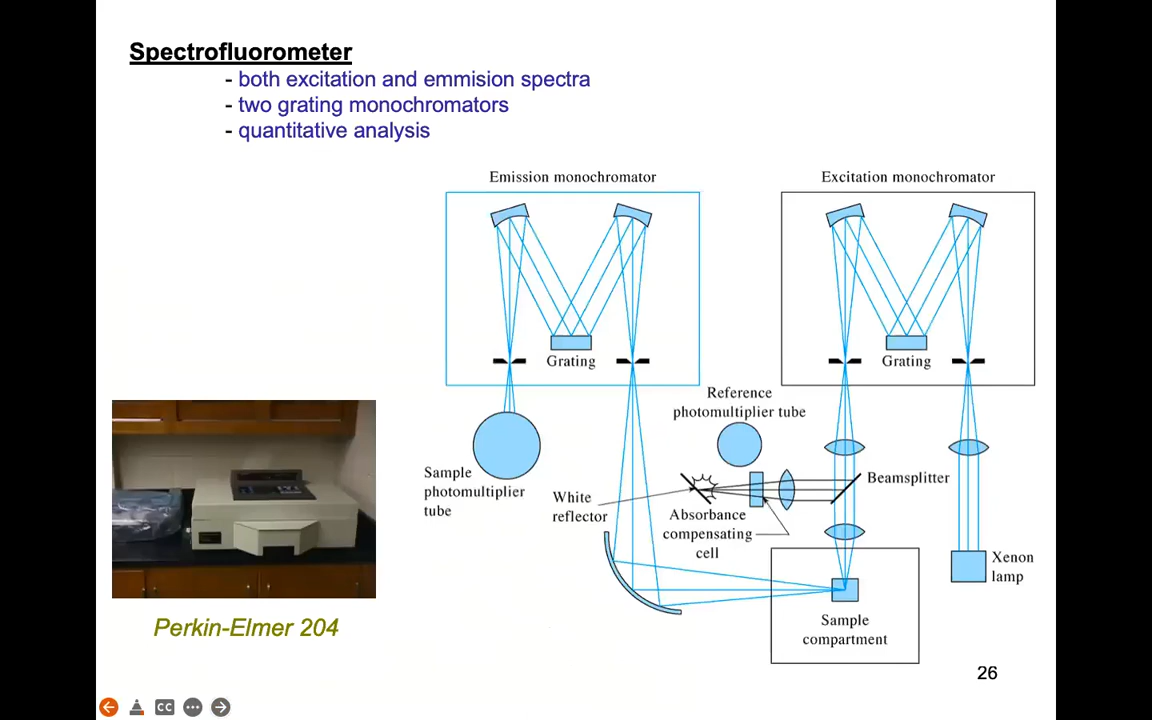 Spectrofluorometer
- both excitation and emmision spectra
- two grating monochromators
- quantitative analysis
Emission monochromator
Excitation monochromator
Grating
Grating
Reference
photomultiplier tube
Sample
photomultiplier
tube
White
reflector
Absorbance
compensating
cell
Beamsplitter
Xenon
lamp
Sample
compartment
Perkin-Elmer 204
26
CC